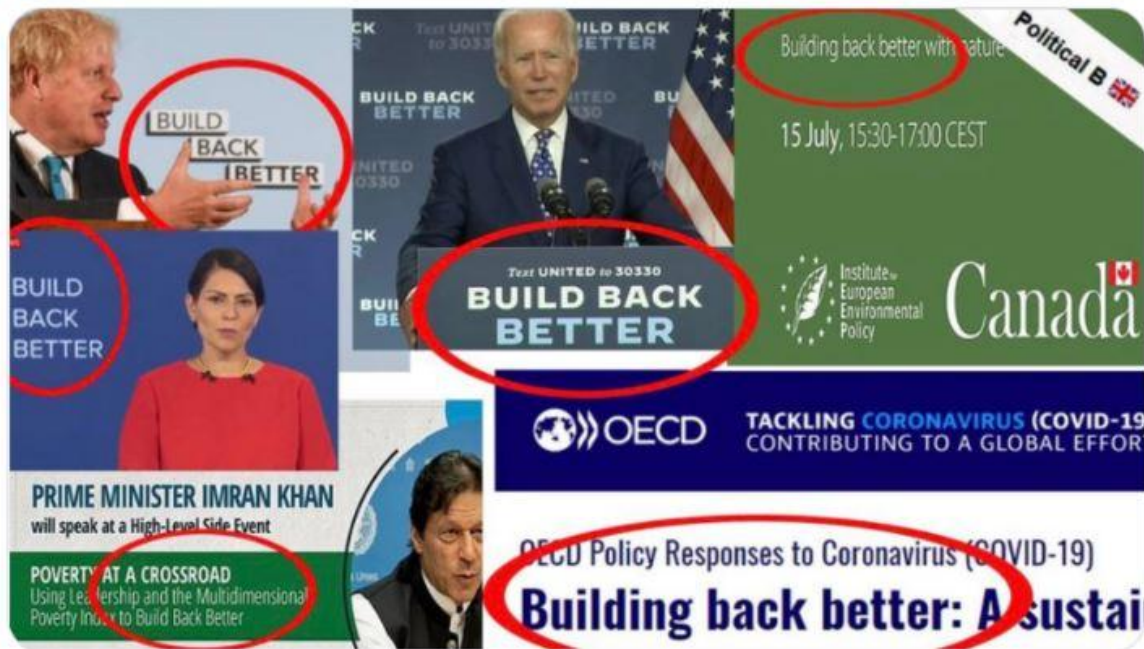 BUILD
BACK
BETTER
Text UNITED to 30330
BUILD BACK
BETTER
Building back better with nature
15 July, 15:30-17:00 CEST
Political B
Institute for
European
Environmental
Policy
Canada
BUILD
BACK
BETTER
PRIME MINISTER IMRAN KHAN
will speak at a High-Level Side Event
POVERTY AT A CROSSROAD
Using Leadership and the Multidimensional
Poverty Index to Build Back Better
OECD
TACKLING CORONAVIRUS (COVID-19
CONTRIBUTING TO A GLOBAL EFFOR
OECD Policy Responses to Coronavirus (COVID-19)
Building back better: A sustai